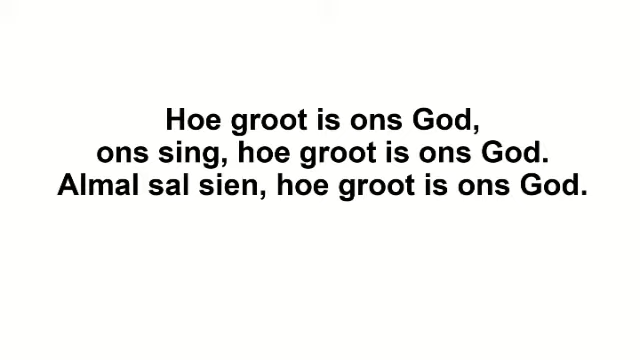 Hoe groot is ons God,
ons sing, hoe groot is ons God.
Almal sal sien, hoe groot is ons God.